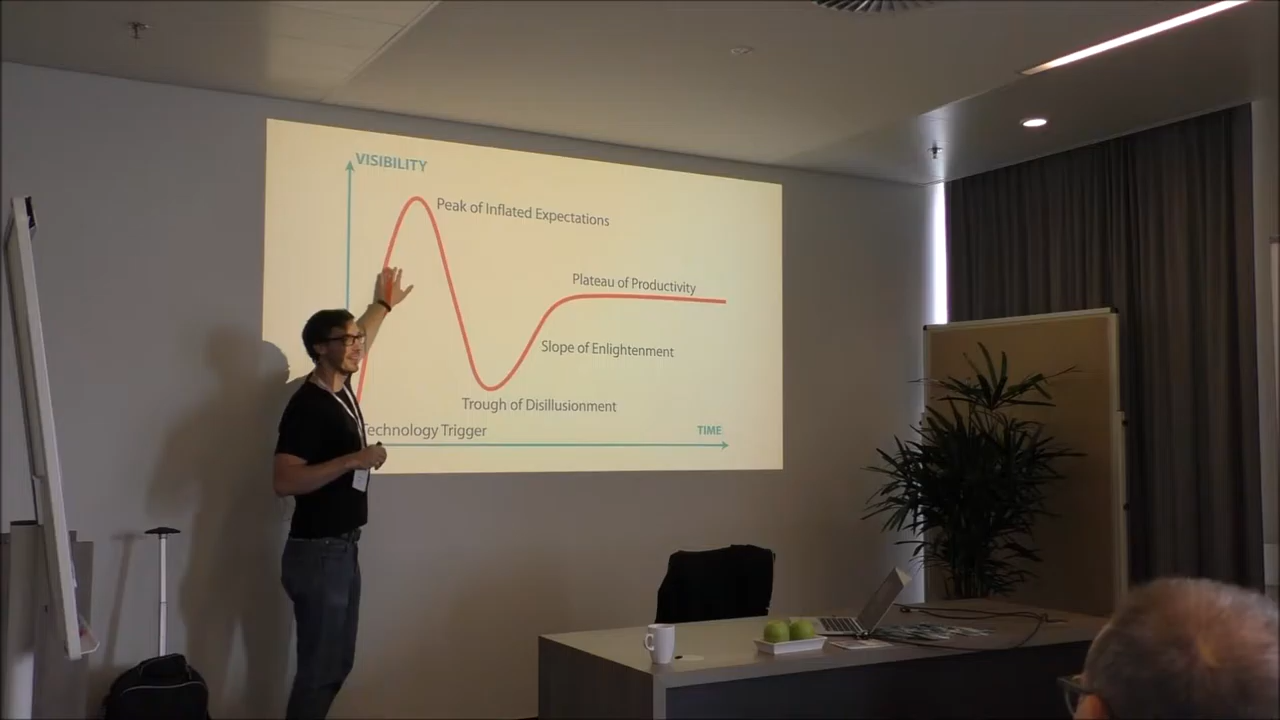 VISIBILITY
Peak of Inflated Expectations
Plateau of Productivity
Slope of Enlightenment
Trough of Disillusionment
Technology Trigger
TIME